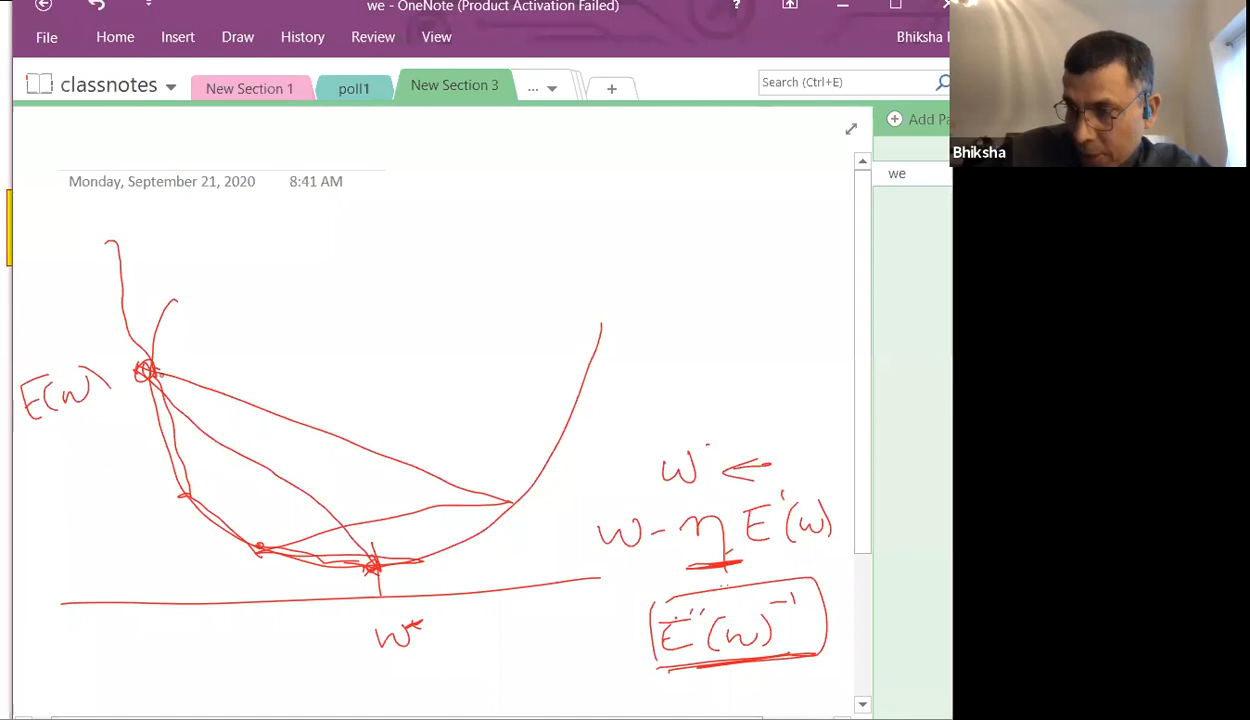 we - OneNote (Product Activation Failed)
?
File Home Insert Draw History Review View
Bhiksha
classnotes New Section 1 poll1 New Section 3 ... +
Search (Ctrl+E)
Add Pa
Bhiksha
we
Monday, September 21, 2020 8:41 AM
E(w)
w ←
w - η E'(w)
E''(w)⁻¹
w*